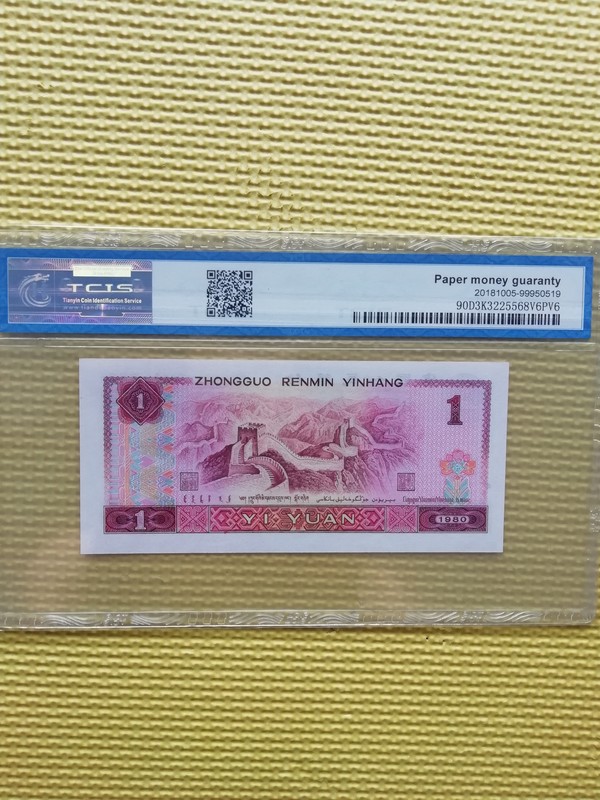 TCIS
Tianyin Coin Identification Service
Paper money guaranty
20181005-99950519
90D3K3225568V6PV6
ZHONGGUO RENMIN YINHANG
1
1
1
YI YUAN
1980